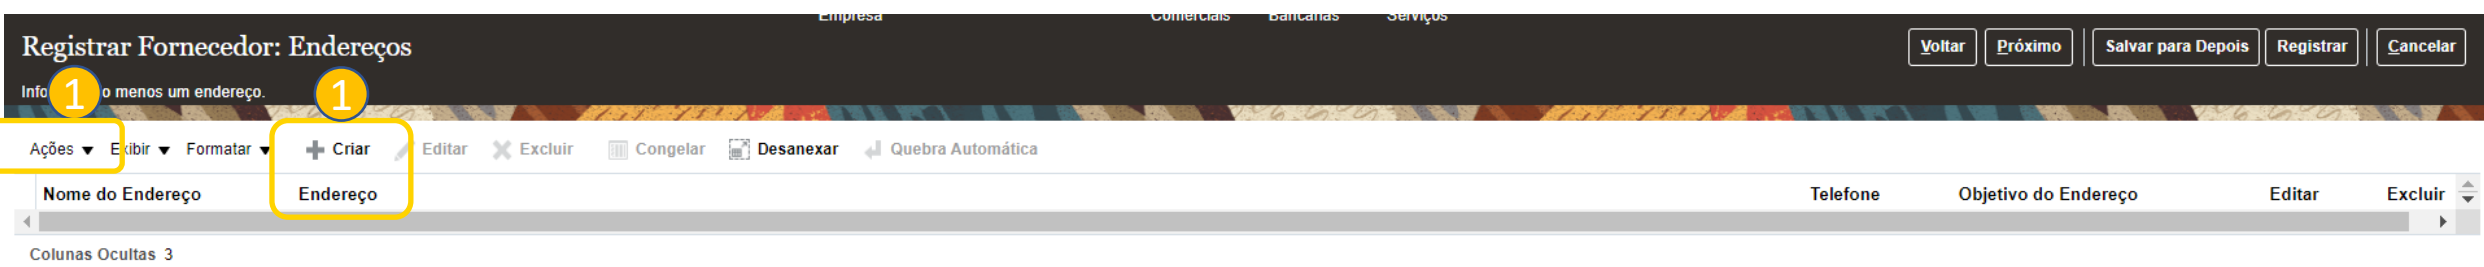 Empresa Comerciais Bancárias Serviços
Registrar Fornecedor: Endereços
Voltar Próximo Salvar para Depois Registrar Cancelar
1 1
Info o menos um endereço.
Ações Exibir Formatar Criar Editar Excluir Congelar Desanexar Quebra Automática
Nome do Endereço Endereço Telefone Objetivo do Endereço Editar Excluir
Colunas Ocultas 3